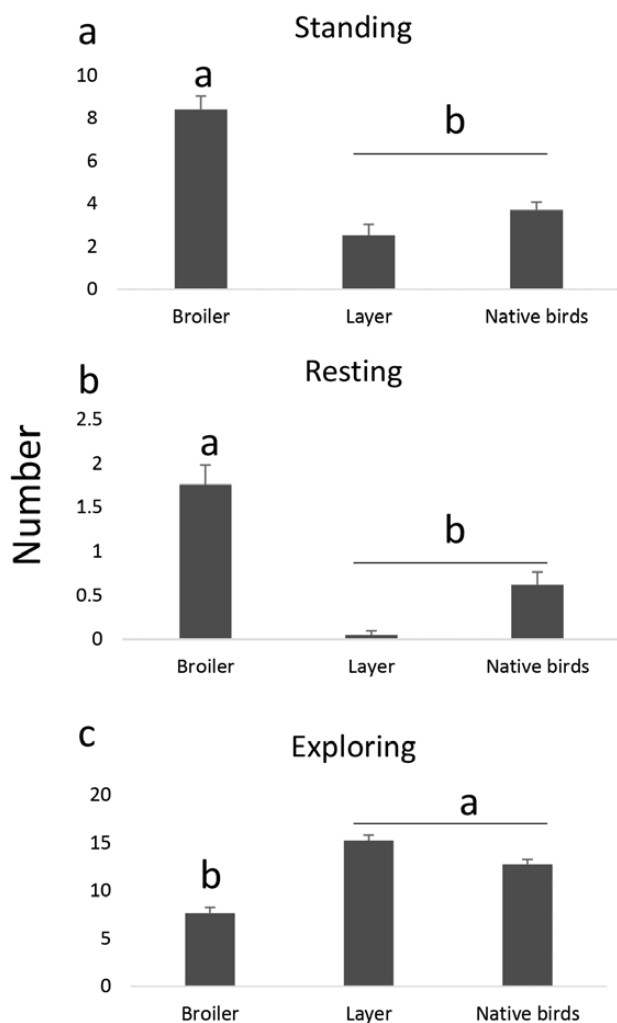 a
Standing
10
a
8
b
6
4
2
0
Broiler Layer Native birds
b
Resting
2.5
a
2
1.5
b
1
0.5
0
Broiler Layer Native birds
Number
c
Exploring
20
a
15
b
10
5
0
Broiler Layer Native birds